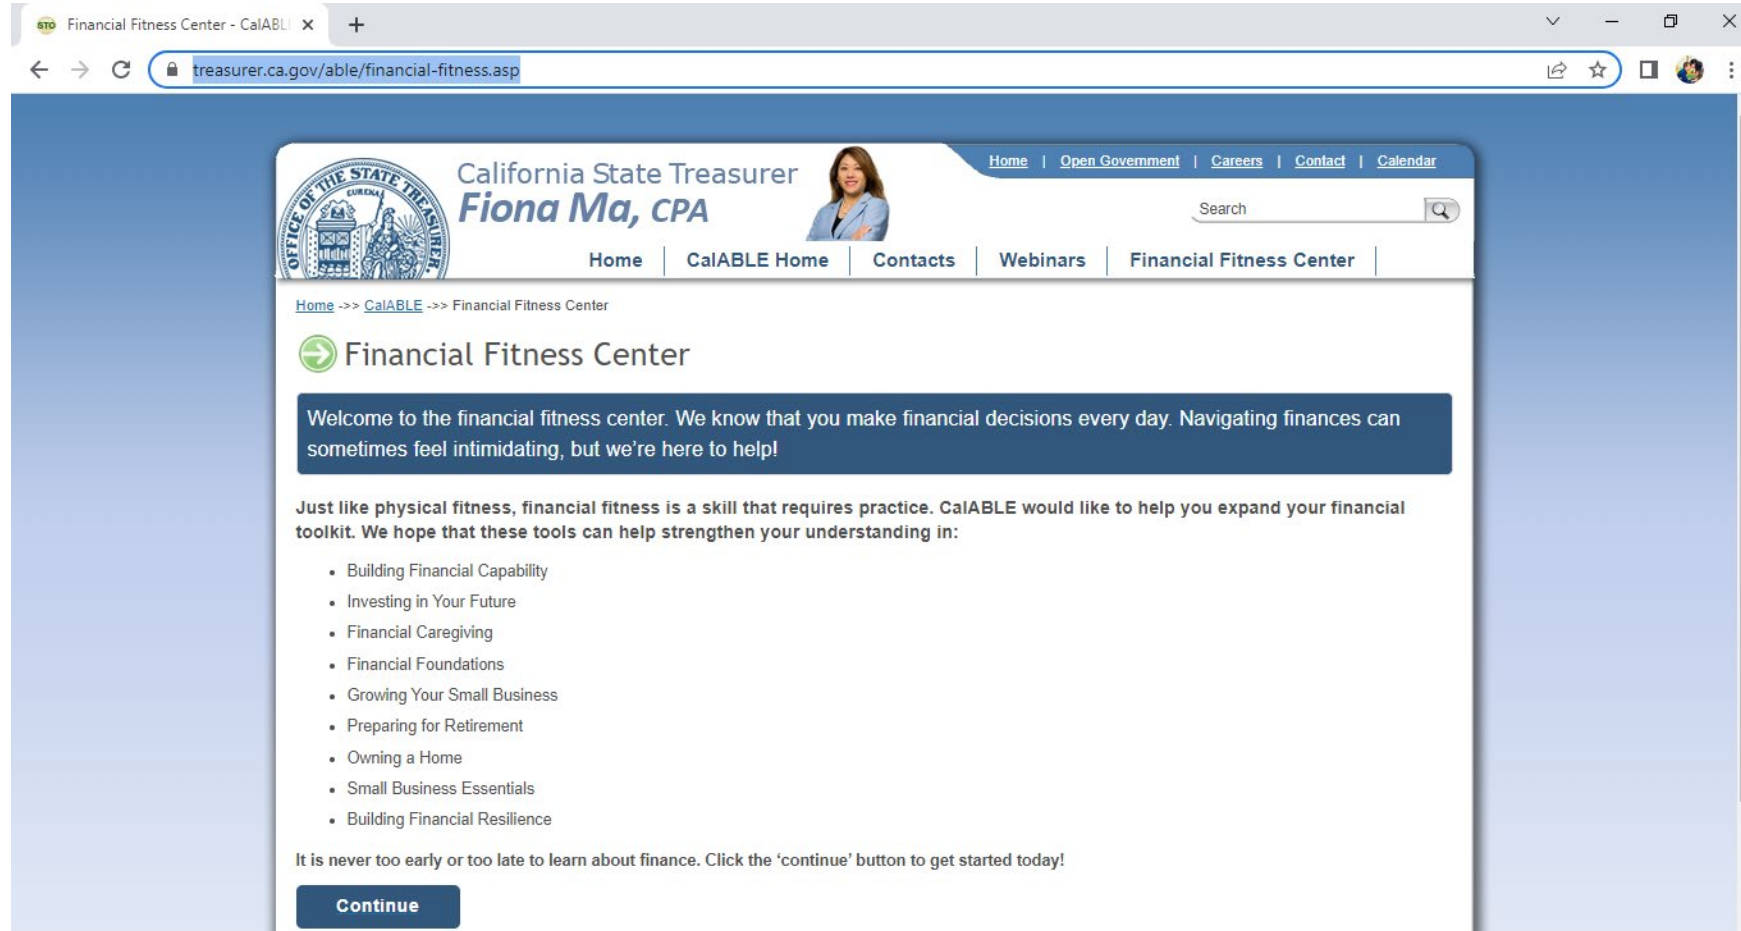 Financial Fitness Center - CalABL
treasurer.ca.gov/able/financial-fitness.asp
OFFICE OF THE STATE TREASURER
EUREKA
California State Treasurer
Fiona Ma, CPA
Home | Open Government | Careers | Contact | Calendar
Search
Home | CalABLE Home | Contacts | Webinars | Financial Fitness Center |
Home ->> CalABLE ->> Financial Fitness Center
Financial Fitness Center
Welcome to the financial fitness center. We know that you make financial decisions every day. Navigating finances can
sometimes feel intimidating, but we’re here to help!
Just like physical fitness, financial fitness is a skill that requires practice. CalABLE would like to help you expand your financial
toolkit. We hope that these tools can help strengthen your understanding in:
• Building Financial Capability
• Investing in Your Future
• Financial Caregiving
• Financial Foundations
• Growing Your Small Business
• Preparing for Retirement
• Owning a Home
• Small Business Essentials
• Building Financial Resilience
It is never too early or too late to learn about finance. Click the ‘continue’ button to get started today!
Continue